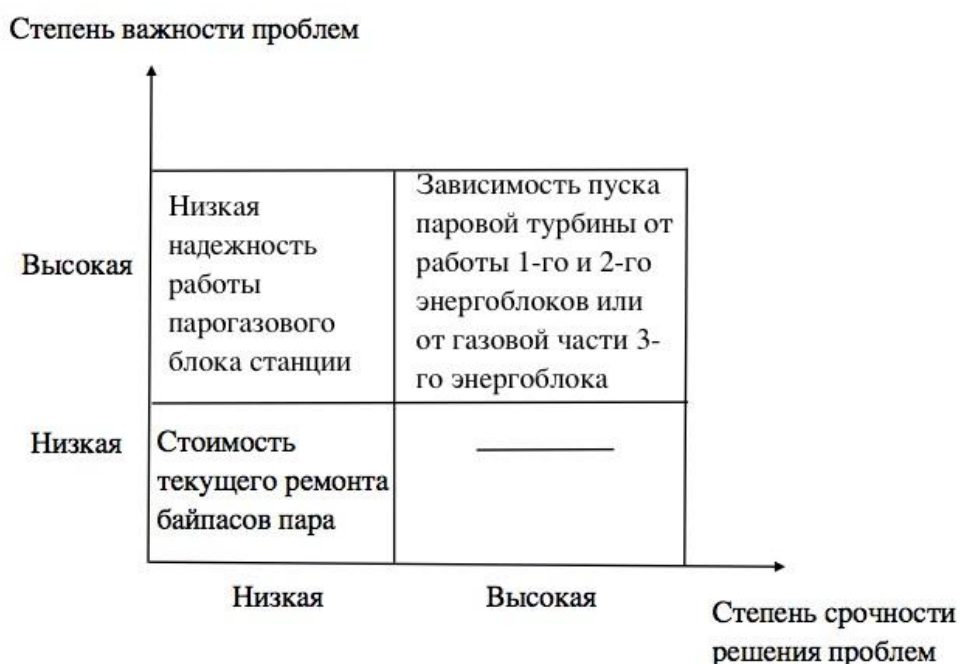 Степень важности проблем
Высокая
Низкая
надежность
работы
парогазового
блока станции
Зависимость пуска
паровой турбины от
работы 1-го и 2-го
энергоблоков или
от газовой части 3-
го энергоблока
Низкая
Стоимость
текущего ремонта
байпасов пара
Низкая
Высокая
Степень срочности
решения проблем